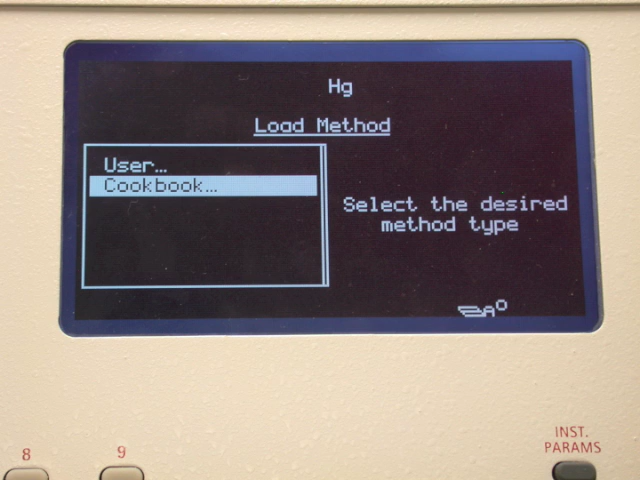 Hg
Load Method
User...
Cookbook...
Select the desired
method type
A
8
9
INST.
PARAMS